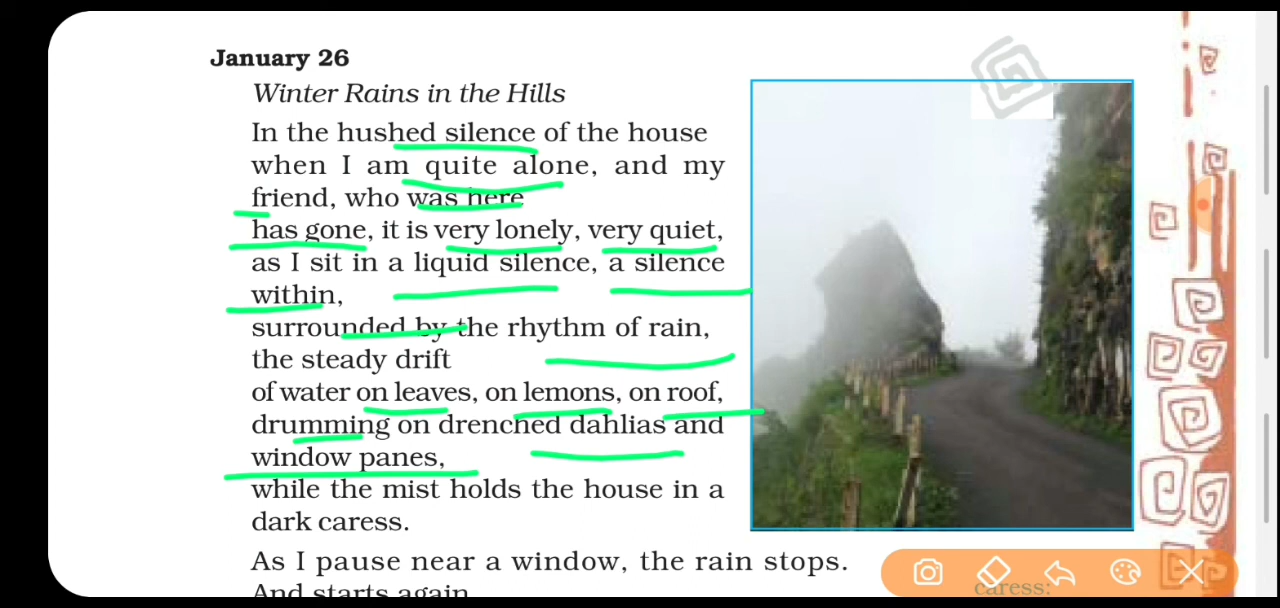 January 26
Winter Rains in the Hills
In the hushed silence of the house
when I am quite alone, and my
friend, who was here
has gone, it is very lonely, very quiet,
as I sit in a liquid silence, a silence
within,
surrounded by the rhythm of rain,
the steady drift
of water on leaves, on lemons, on roof,
drumming on drenched dahlias and
window panes,
while the mist holds the house in a
dark caress.
As I pause near a window, the rain stops.
And starts again.
caress: